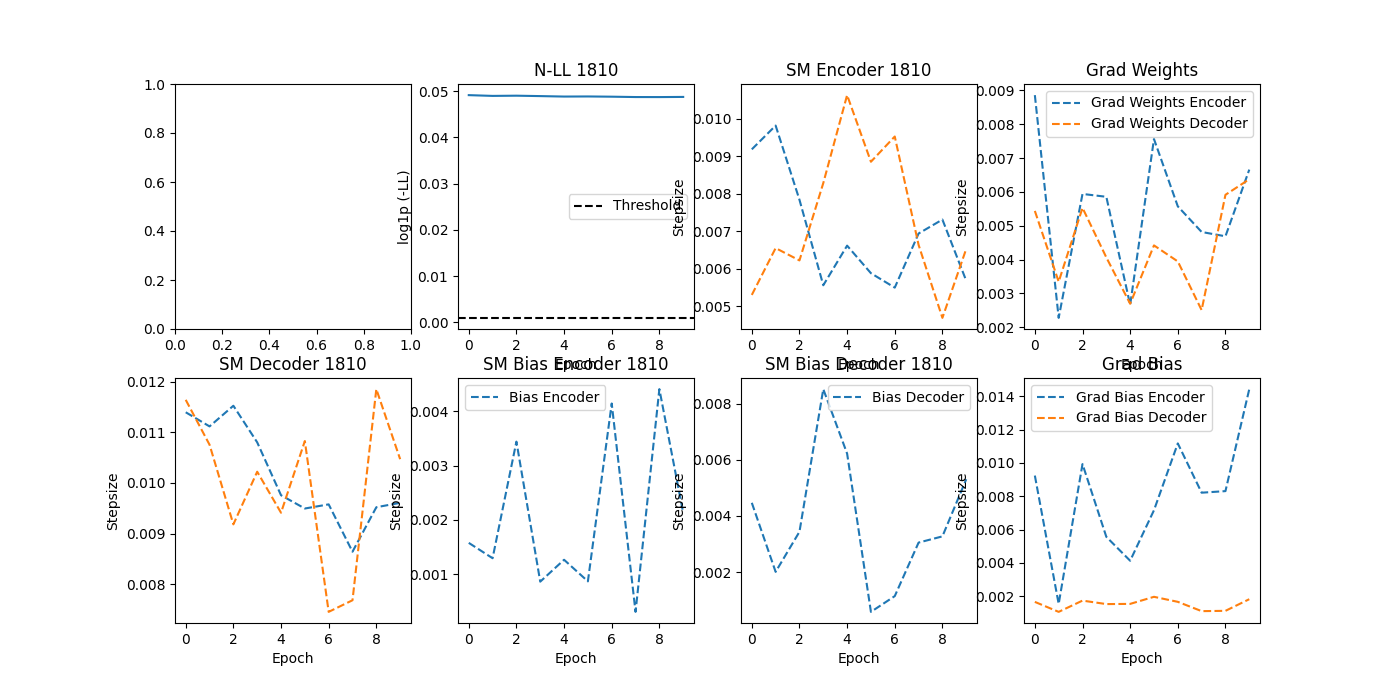 N-LL 1810
SM Encoder 1810
Grad Weights
1.0
0.8
0.6
0.4
0.2
0.0
0.0 0.2 0.4 0.6 0.8 1.0
log1p (-LL)
0.05
0.04
0.03
0.02
0.01
0.00
Threshold
0 2 4 6 8
Epoch
Stepsize
0.010
0.009
0.008
0.007
0.006
0.005
0 2 4 6 8
Epoch
Stepsize
0.009
0.008
0.007
0.006
0.005
0.004
0.003
0.002
Grad Weights Encoder
Grad Weights Decoder
0 2 4 6 8
Epoch
SM Decoder 1810
SM Bias Encoder 1810
SM Bias Decoder 1810
Grad Bias
Stepsize
0.012
0.011
0.010
0.009
0.008
0 2 4 6 8
Epoch
Stepsize
0.004
0.003
0.002
0.001
Bias Encoder
0 2 4 6 8
Epoch
Stepsize
0.008
0.006
0.004
0.002
Bias Decoder
0 2 4 6 8
Epoch
Stepsize
0.014
0.012
0.010
0.008
0.006
0.004
0.002
Grad Bias Encoder
Grad Bias Decoder
0 2 4 6 8
Epoch